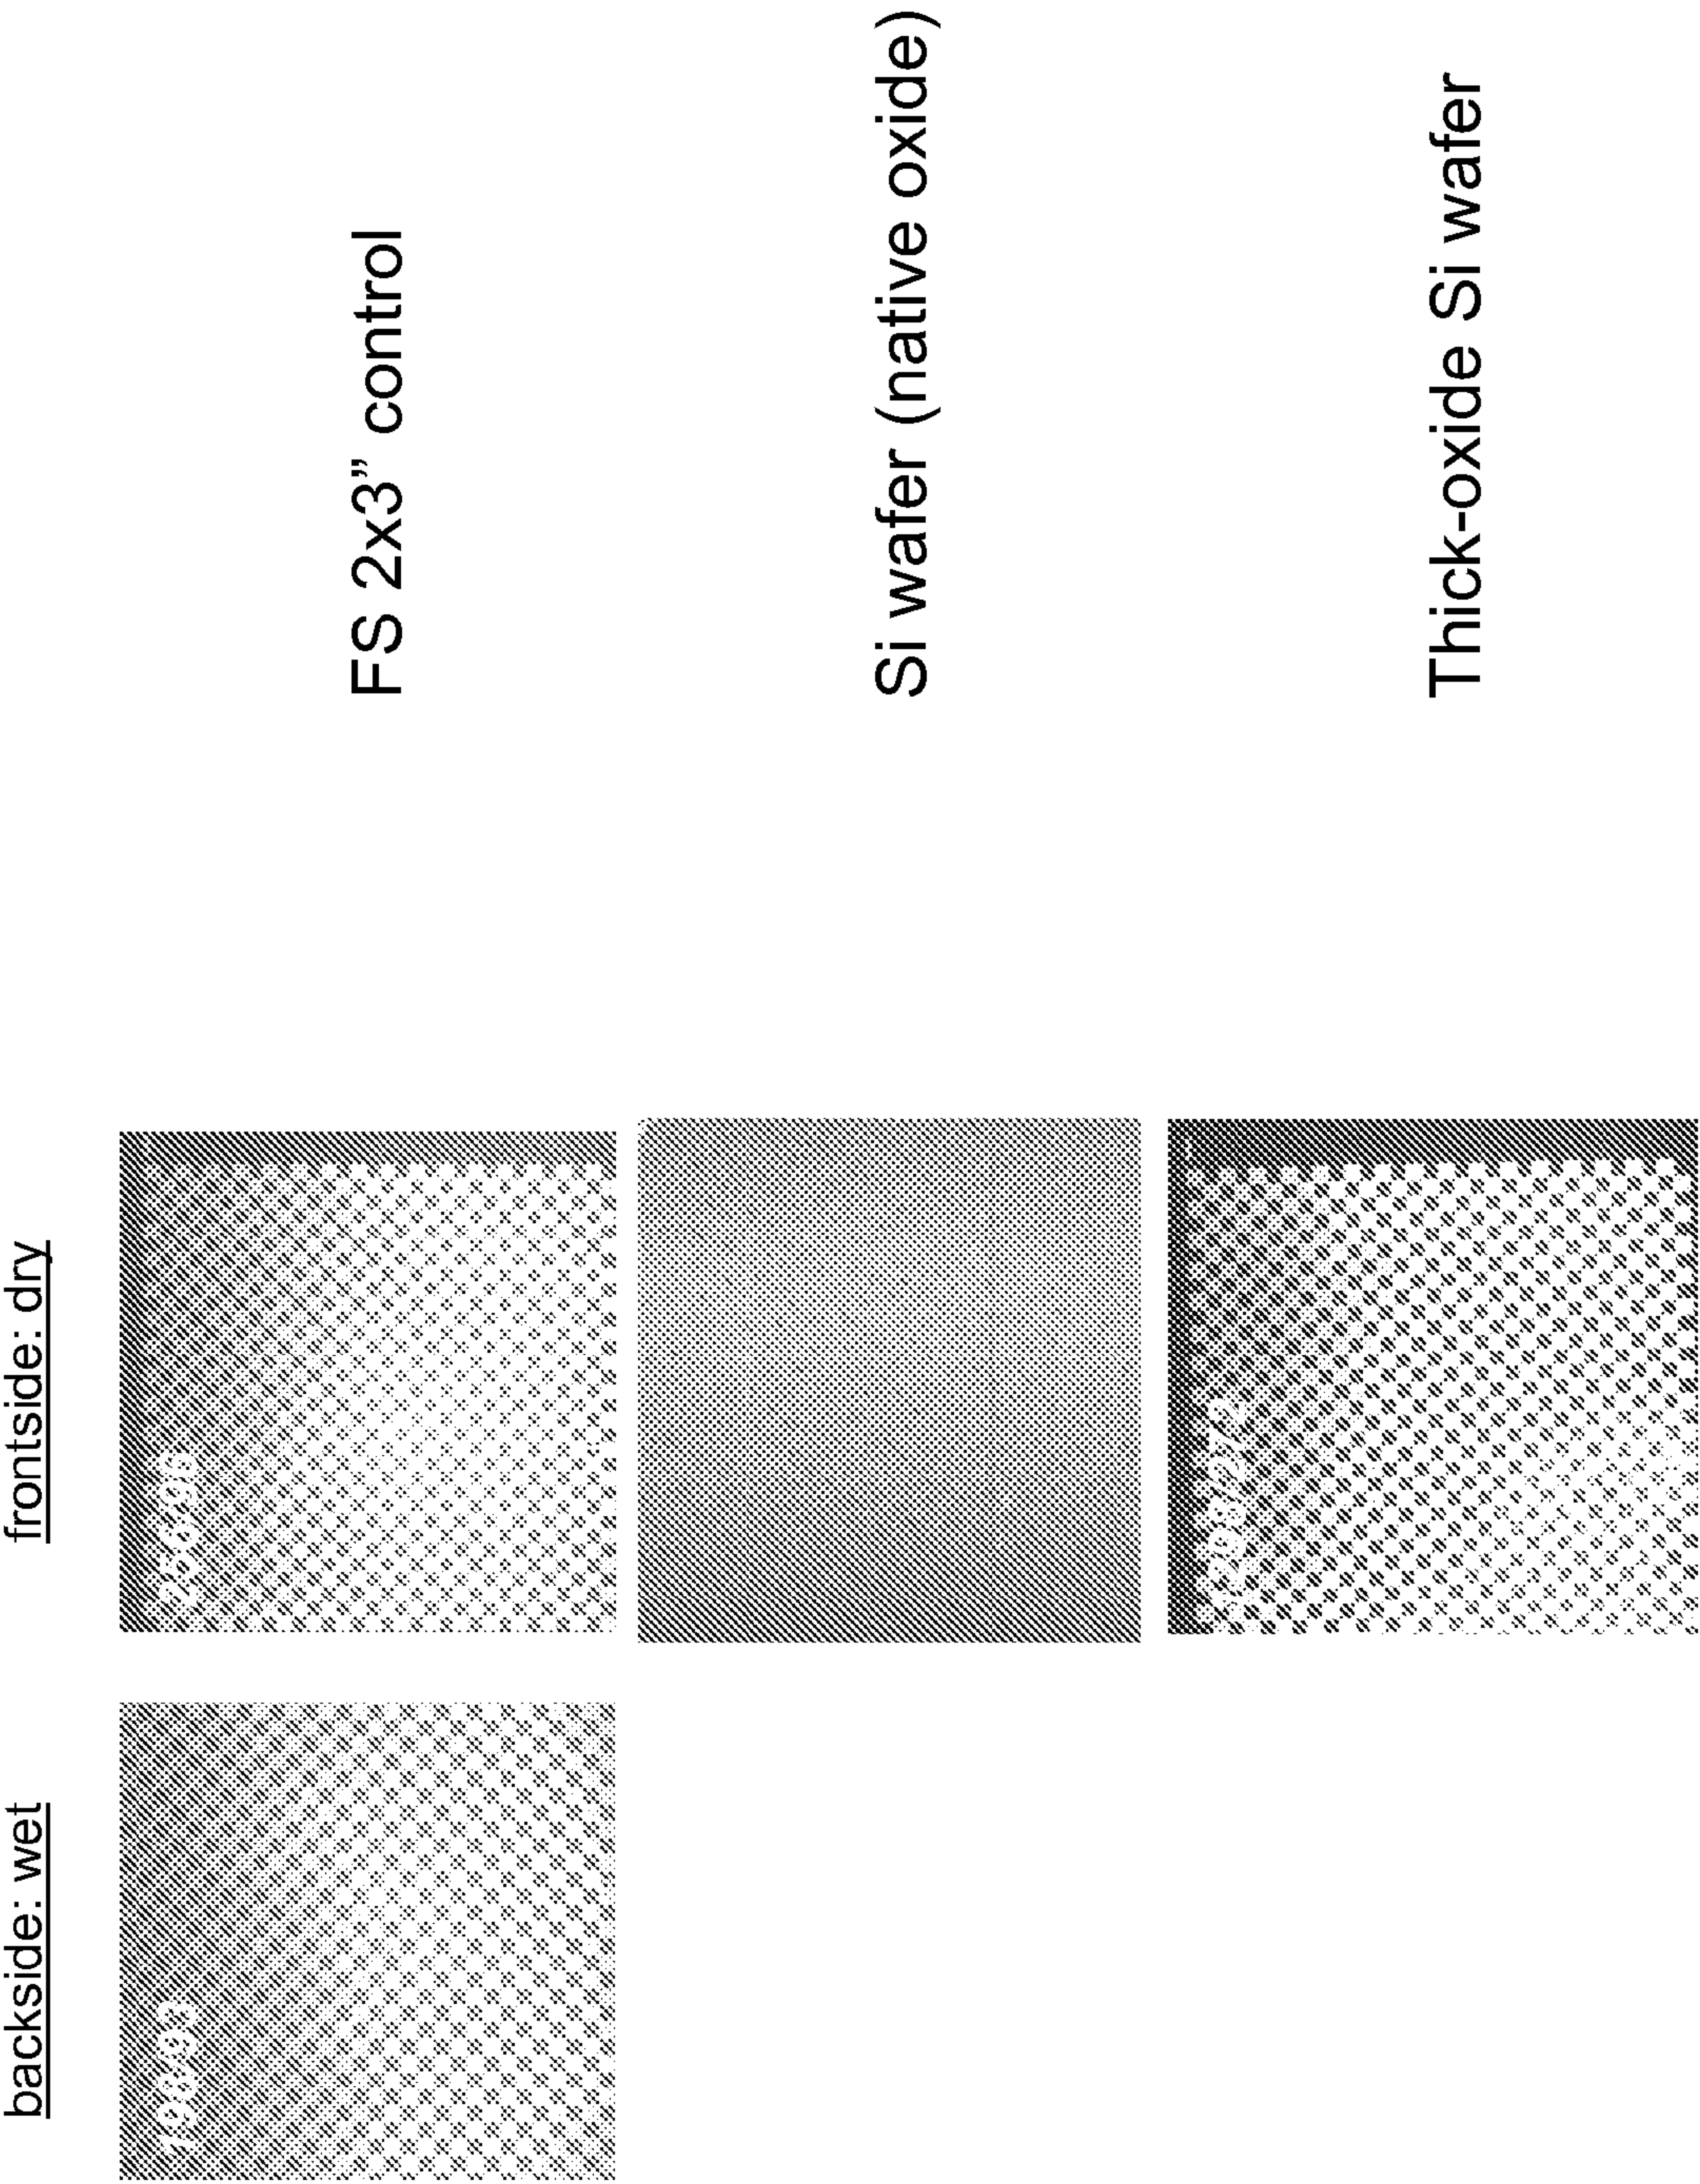 backside: wet
frontside: dry
FS 2x3” control
Si wafer (native oxide)
Thick-oxide Si wafer